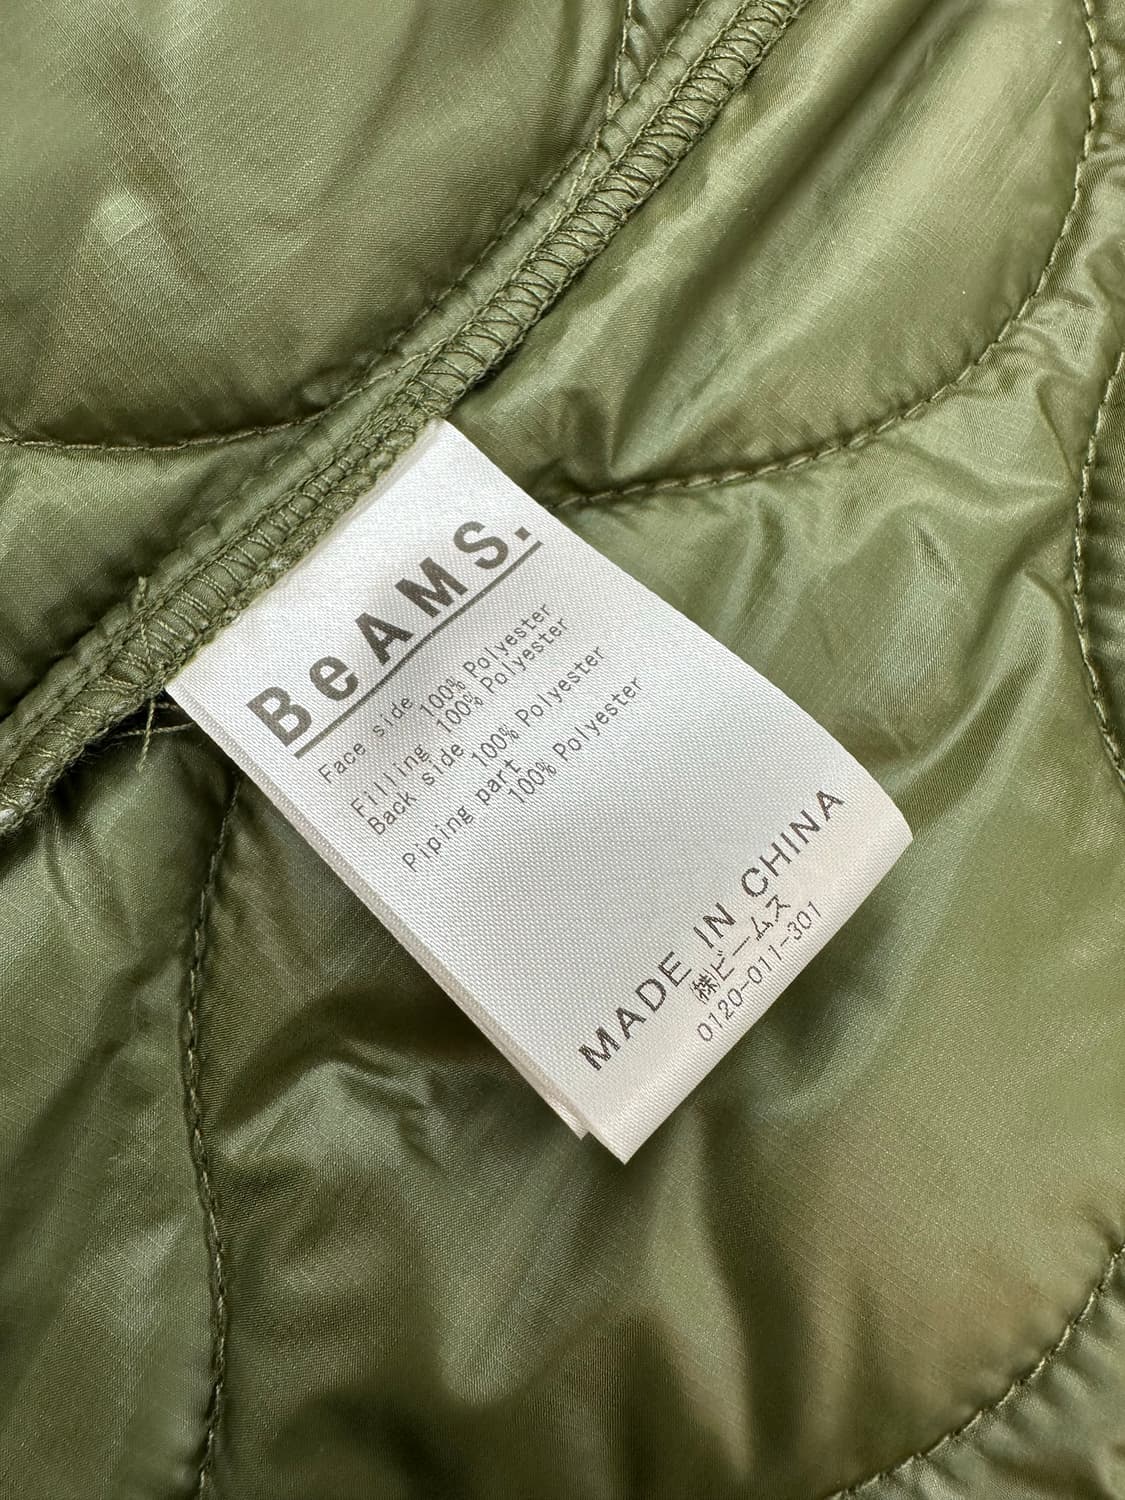 BeAMS.
Face side
100% Polyester
Filling 100% Polyester
Back side
100% Polyester
Piping part
100% Polyester
MADE IN CHINA
㈱ビームス
0120-011-301